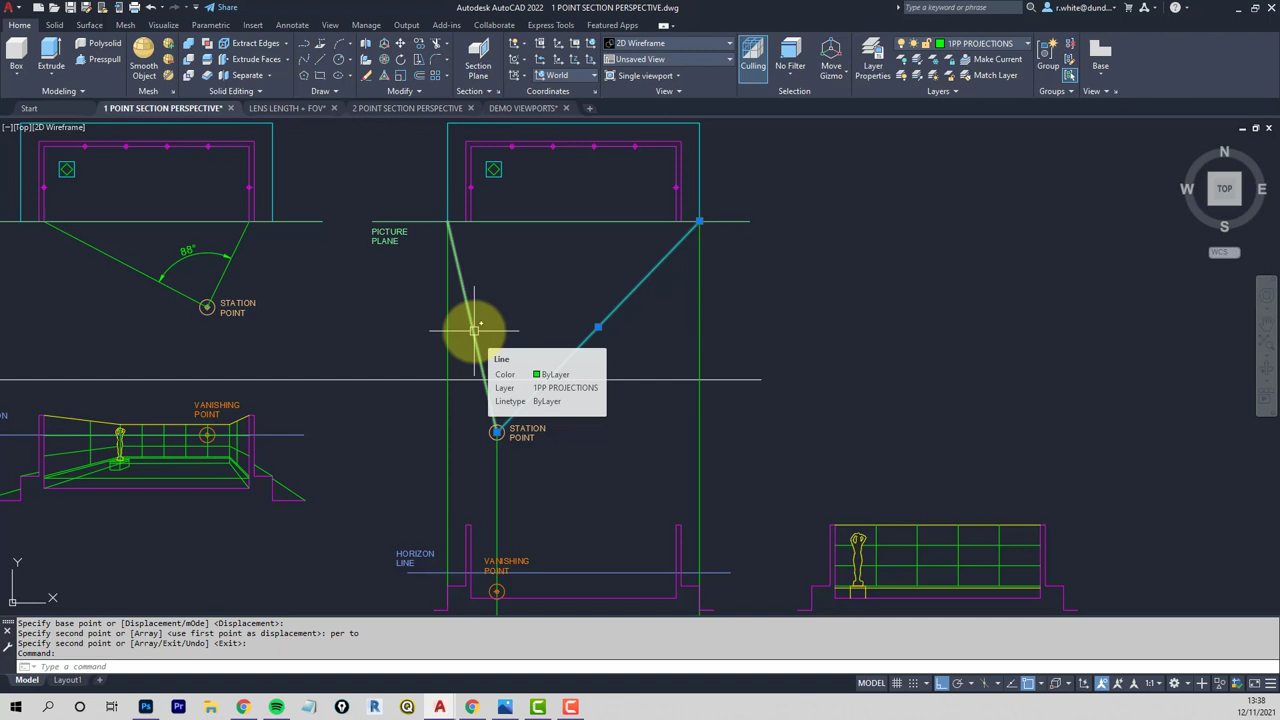 Share
Autodesk AutoCAD 2022   1 POINT SECTION PERSPECTIVE.dwg
Type a keyword or phrase
r.white@dund...
Home Solid Surface Mesh Visualize Parametric Insert Annotate View Manage Output Add-ins Collaborate Express Tools Featured Apps
Box
Extrude
Polysolid
Presspull
Smooth
Object
Extract Edges
Extrude Faces
Separate
Section
Plane
World
2D Wireframe
Unsaved View
Single viewport
Culling
No Filter
Move
Gizmo
Layer
Properties
1PP PROJECTIONS
Make Current
Match Layer
Group
Base
Modeling Mesh Solid Editing Draw Modify Section Coordinates View Selection Layers Groups View
Start 1 POINT SECTION PERSPECTIVE* LENS LENGTH + FOV* 2 POINT SECTION PERSPECTIVE DEMO VIEWPORTS*
[−][Top][2D Wireframe]
N
W TOP E
S
WCS
PICTURE
PLANE
88°
STATION
POINT
Line
Color ByLayer
Layer 1PP PROJECTIONS
Linetype ByLayer
STATION
POINT
VANISHING
POINT
ON
HORIZON
LINE
VANISHING
POINT
Y
X
Specify base point or [Displacement/mOde] <Displacement>:
Specify second point or [Array] <use first point as displacement>: per to
Specify second point or [Array/Exit/Undo] <Exit>:
Command:
Type a command
Model Layout1
MODEL 1:1
13:38
12/11/2021